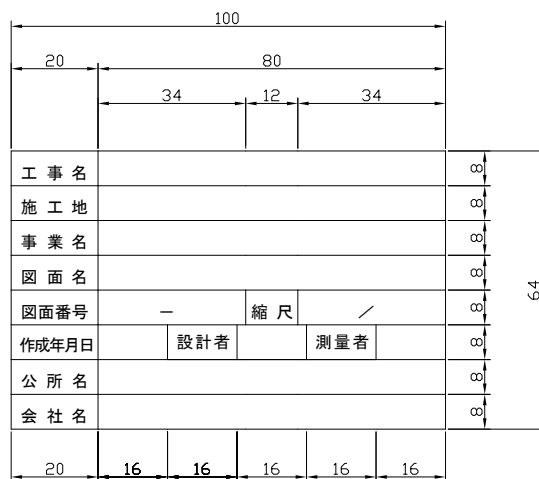 100
20 80
34 12 34
工事名 8
施工地 8
事業名 8
図面名 8
図面番号 － 縮尺 ／ 8
作成年月日 設計者 測量者 8
公所名 8
会社名 8
64
20 16 16 16 16 16